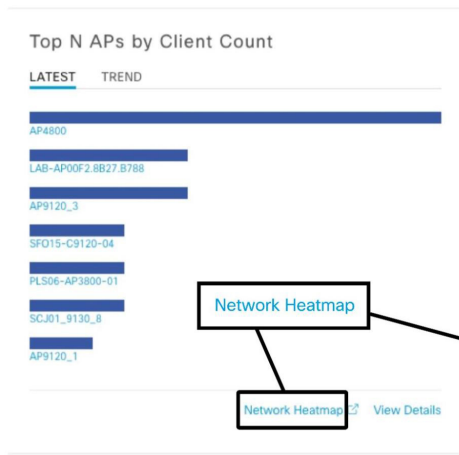 Top N APs by Client Count
LATEST TREND
AP4800
LAB-AP00F2.8B27.B788
AP9120_3
SFO15-C9120-04
PLS06-AP3800-01
SCJ01_9130_8
Network Heatmap
AP9120_1
Network Heatmap View Details